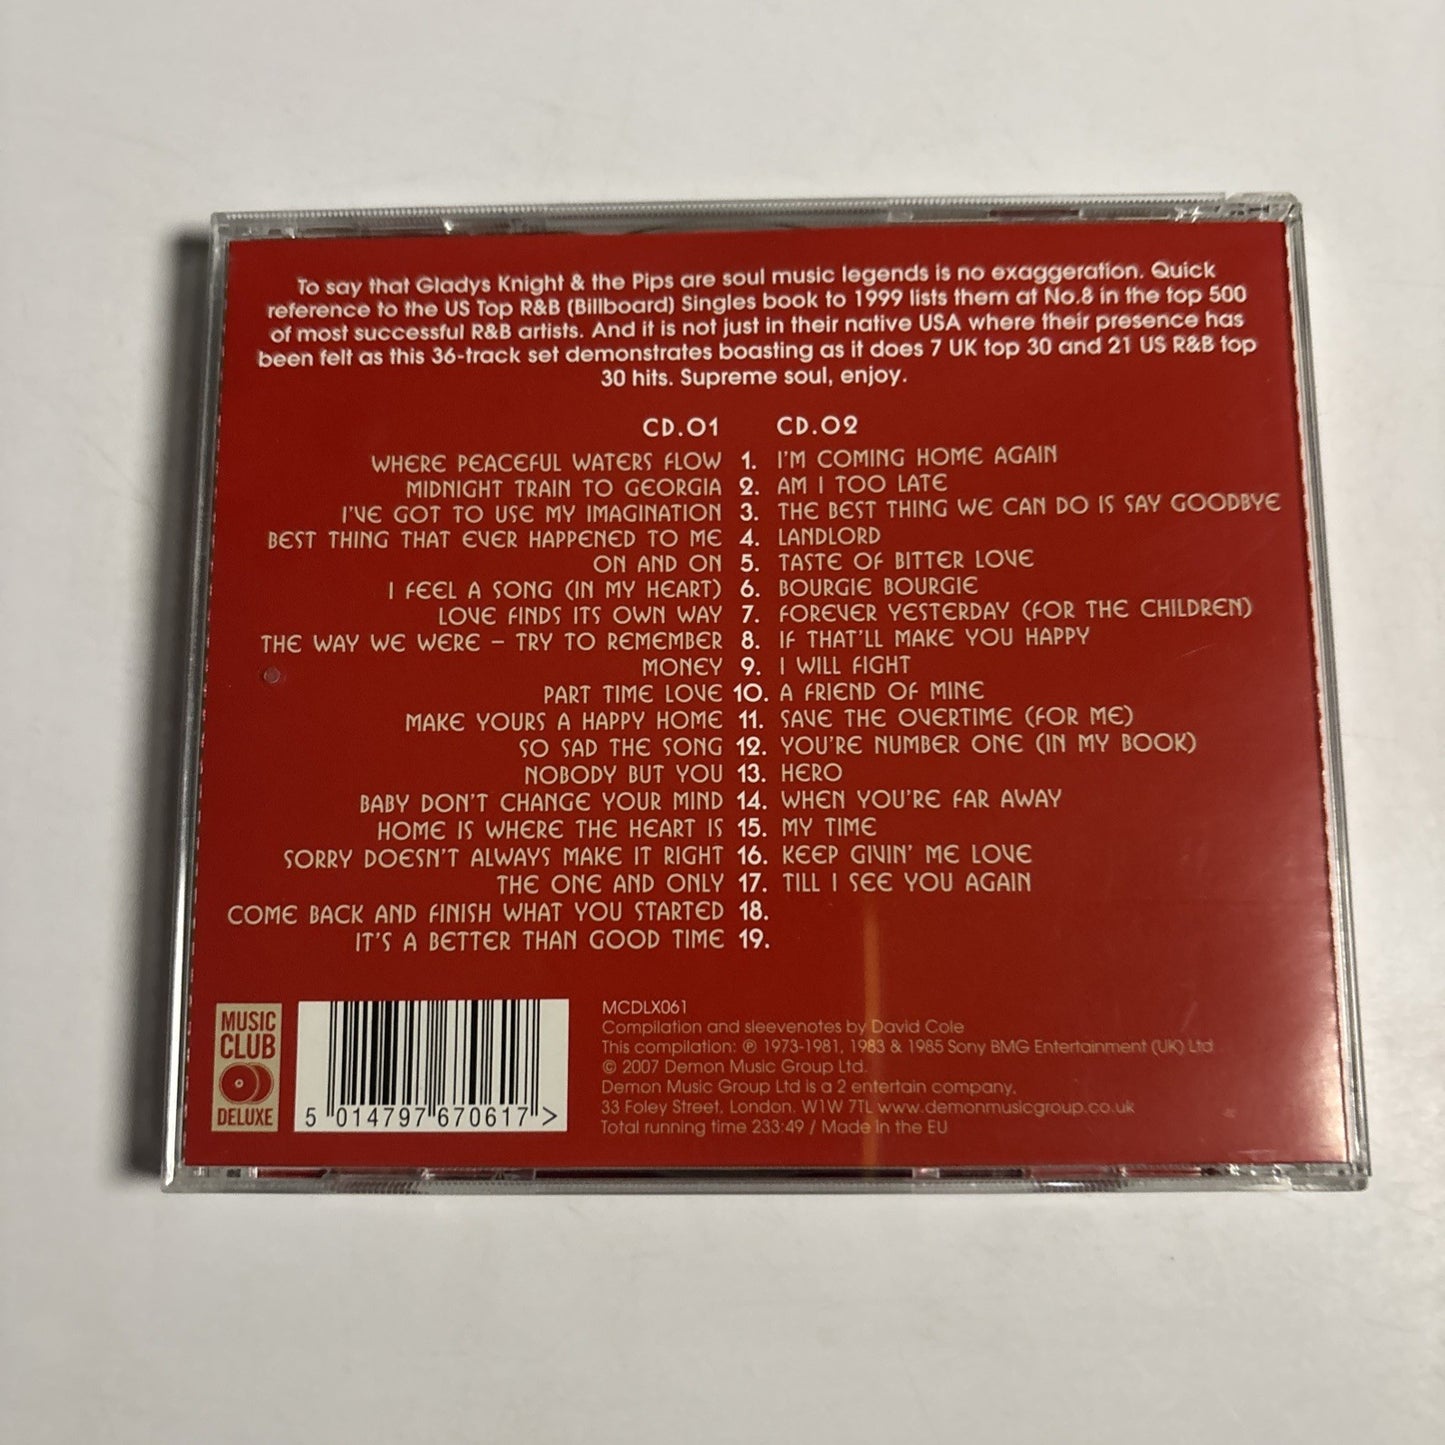 To say that Gladys Knight & the Pips are soul music legends is no exaggeration. Quick
reference to the US Top R&B (Billboard) Singles book to 1999 lists them at No.8 in the top 500
of most successful R&B artists. And it is not just in their native USA where their presence has
been felt as this 36-track set demonstrates boasting as it does 7 UK top 30 and 21 US R&B top
30 hits. Supreme soul, enjoy.
CD.01 CD.02
WHERE PEACEFUL WATERS FLOW 1. I'M COMING HOME AGAIN
MIDNIGHT TRAIN TO GEORGIA 2. AM I TOO LATE
I'VE GOT TO USE MY IMAGINATION 3. THE BEST THING WE CAN DO IS SAY GOODBYE
BEST THING THAT EVER HAPPENED TO ME 4. LANDLORD
ON AND ON 5. TASTE OF BITTER LOVE
I FEEL A SONG (IN MY HEART) 6. BOURGIE BOURGIE
LOVE FINDS ITS OWN WAY 7. FOREVER YESTERDAY (FOR THE CHILDREN)
THE WAY WE WERE – TRY TO REMEMBER 8. IF THAT'LL MAKE YOU HAPPY
MONEY 9. I WILL FIGHT
PART TIME LOVE 10. A FRIEND OF MINE
MAKE YOURS A HAPPY HOME 11. SAVE THE OVERTIME (FOR ME)
SO SAD THE SONG 12. YOU'RE NUMBER ONE (IN MY BOOK)
NOBODY BUT YOU 13. HERO
BABY DON'T CHANGE YOUR MIND 14. WHEN YOU'RE FAR AWAY
HOME IS WHERE THE HEART IS 15. MY TIME
SORRY DOESN'T ALWAYS MAKE IT RIGHT 16. KEEP GIVIN' ME LOVE
THE ONE AND ONLY 17. TILL I SEE YOU AGAIN
COME BACK AND FINISH WHAT YOU STARTED 18.
IT'S A BETTER THAN GOOD TIME 19.
MUSIC
CLUB
DELUXE
5 014797 670617 >
MCDLX061
Compilation and sleevenotes by David Cole
This compilation: ℗ 1973-1981, 1983 & 1985 Sony BMG Entertainment (UK) Ltd
© 2007 Demon Music Group Ltd.
Demon Music Group Ltd is a 2 entertain company,
33 Foley Street, London. W1W 7TL www.demonmusicgroup.co.uk
Total running time 233:49 / Made in the EU